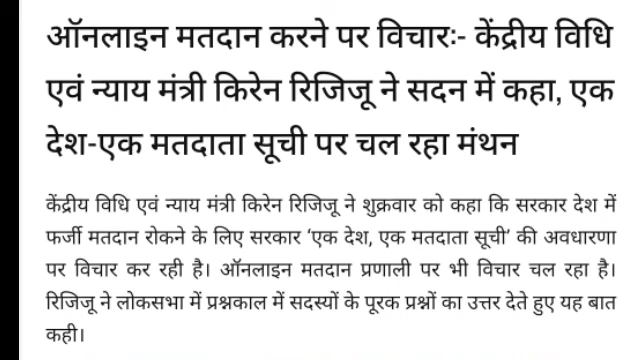 ऑनलाइन मतदान करने पर विचारः- केंद्रीय विधि
एवं न्याय मंत्री किरेन रिजिजू ने सदन में कहा, एक
देश-एक मतदाता सूची पर चल रहा मंथन
केंद्रीय विधि एवं न्याय मंत्री किरेन रिजिजू ने शुक्रवार को कहा कि सरकार देश में
फर्जी मतदान रोकने के लिए सरकार ‘एक देश, एक मतदाता सूची’ की अवधारणा
पर विचार कर रही है। ऑनलाइन मतदान प्रणाली पर भी विचार चल रहा है।
रिजिजू ने लोकसभा में प्रश्नकाल में सदस्यों के पूरक प्रश्नों का उत्तर देते हुए यह बात
कही।